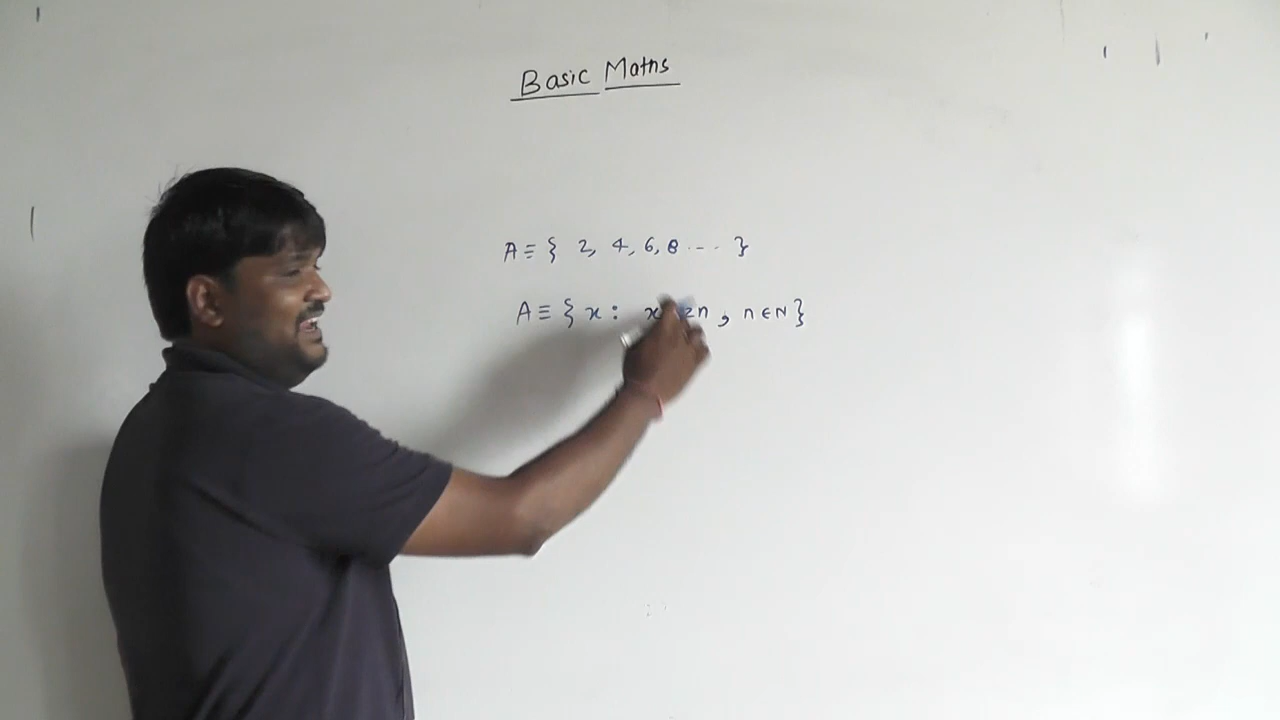 Basic Maths
A ≡ { 2, 4, 6, 8 ... }
A ≡ { x : x 2n , n ∈ N }